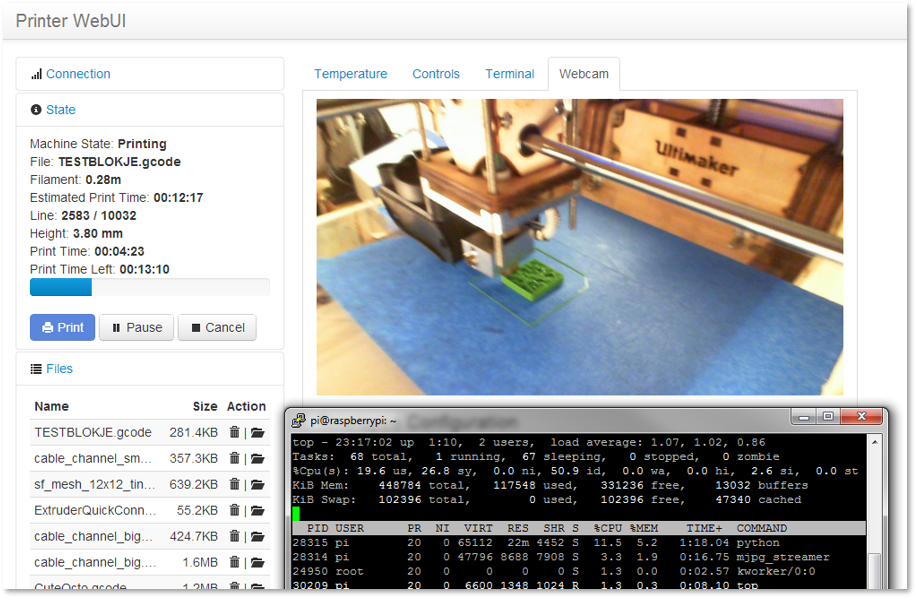 Printer WebUI
Connection
State
Machine State: Printing
File: TESTBLOKJE.gcode
Filament: 0.28m
Estimated Print Time: 00:12:17
Line: 2583 / 10032
Height: 3.80 mm
Print Time: 00:04:23
Print Time Left: 00:13:10
Print Pause Cancel
Files
Name Size Action
TESTBLOKJE.gcode 281.4KB |
cable_channel_sm... 357.3KB |
sf_mesh_12x12_tin... 639.2KB |
ExtruderQuickConn... 55.2KB |
cable_channel_big... 424.7KB |
cable_channel_big... 1.6MB |
CuteOcto.gcode 1.2MB |
Temperature Controls Terminal Webcam
Ultimaker
Configuration
pi@raspberrypi: ~
top - 23:17:02 up 1:10, 2 users, load average: 1.07, 1.02, 0.86
Tasks: 68 total, 1 running, 67 sleeping, 0 stopped, 0 zombie
%Cpu(s): 19.6 us, 26.8 sy, 0.0 ni, 50.9 id, 0.0 wa, 0.0 hi, 2.6 si, 0.0 st
KiB Mem: 448784 total, 117548 used, 331236 free, 13032 buffers
KiB Swap: 102396 total, 0 used, 102396 free, 47340 cached
PID USER PR NI VIRT RES SHR S %CPU %MEM TIME+ COMMAND
28315 pi 20 0 65112 22m 4452 S 11.5 5.2 1:18.04 python
28314 pi 20 0 47796 8688 7908 S 3.3 1.9 0:16.75 mjpg_streamer
24950 root 20 0 0 0 0 S 1.3 0.0 0:02.57 kworker/0:0
30209 pi 20 0 6600 1348 1024 R 1.3 0.3 0:08.10 top